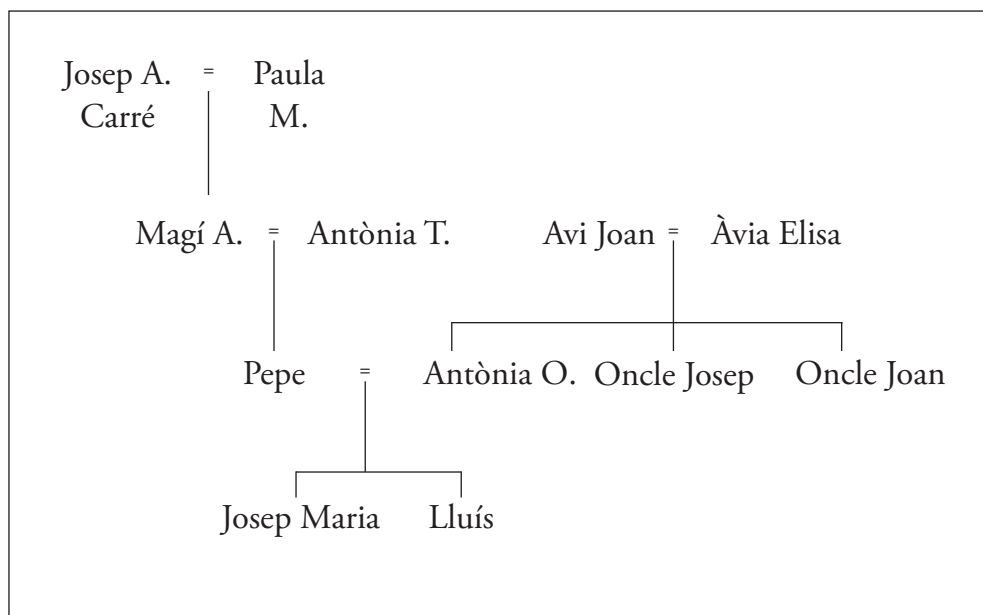 Josep A. = Paula
Carré M.
Magí A. = Antònia T. Avi Joan = Àvia Elisa
Pepe = Antònia O. Oncle Josep Oncle Joan
Josep Maria Lluís